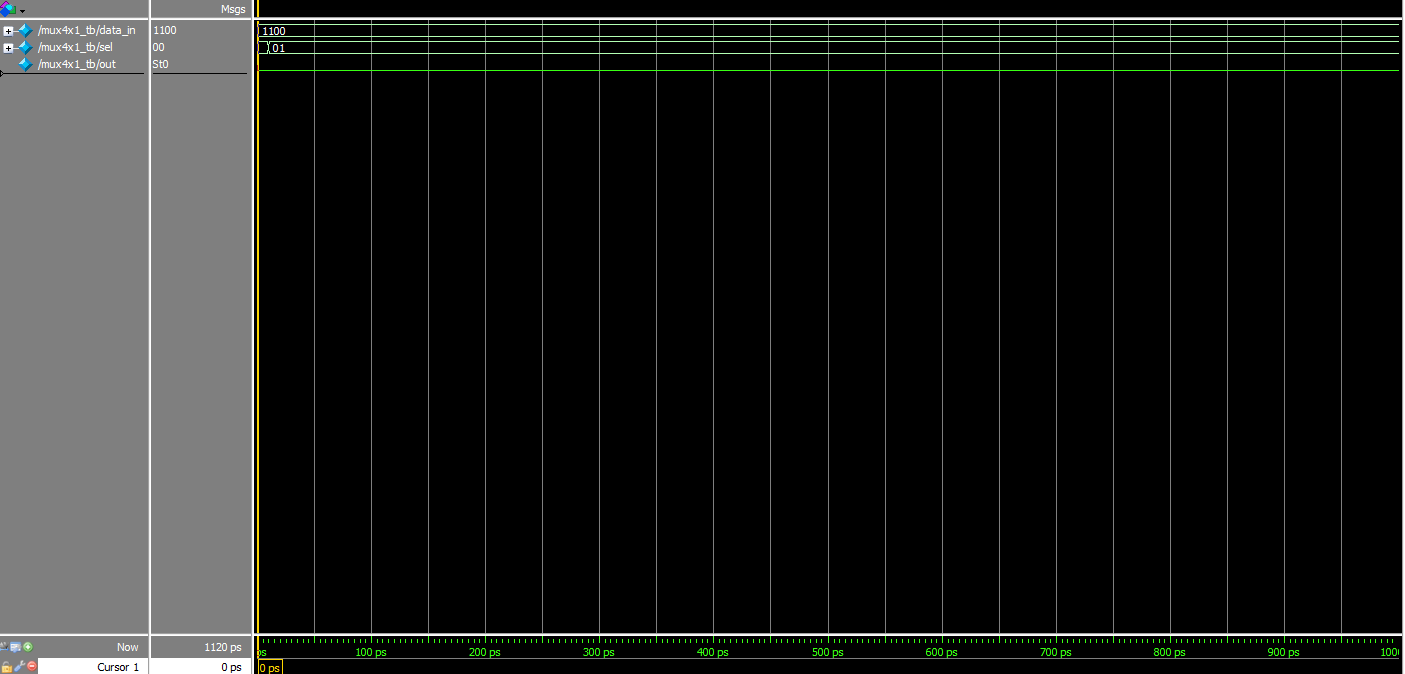 Msgs
/mux4x1_tb/data_in 1100 1100
/mux4x1_tb/sel 00 01
/mux4x1_tb/out St0
Now 1120 ps ps 100 ps 200 ps 300 ps 400 ps 500 ps 600 ps 700 ps 800 ps 900 ps 100
Cursor 1 0 ps 0 ps